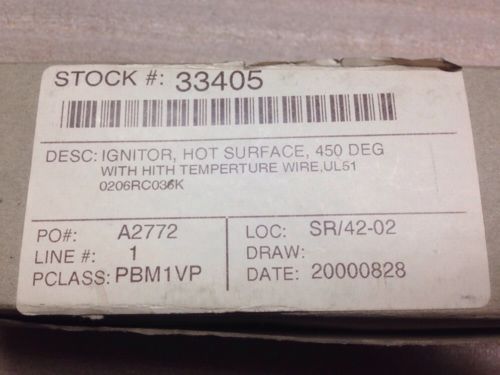 STOCK #: 33405
DESC: IGNITOR, HOT SURFACE, 450 DEG
WITH HITH TEMPERTURE WIRE,UL51
0206RC036K
PO#: A2772
LINE #: 1
PCLASS: PBM1VP
LOC: SR/42-02
DRAW:
DATE: 20000828